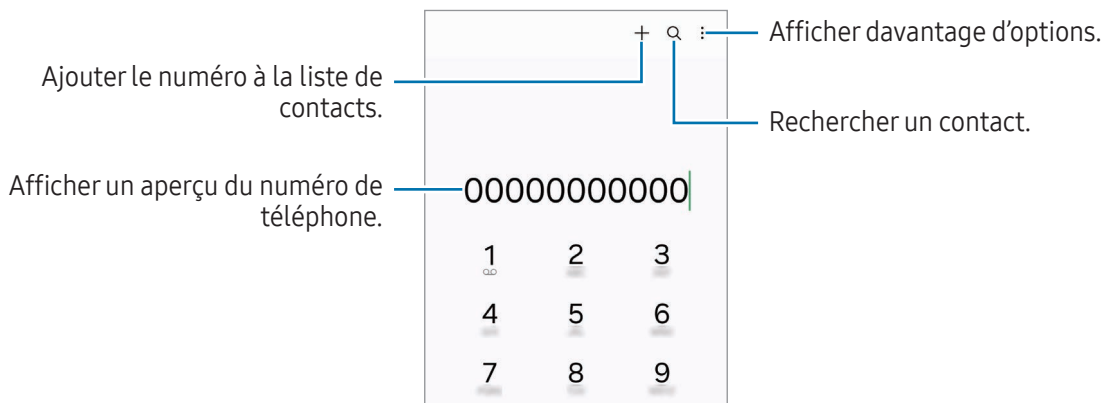 Afficher davantage d'options.
Ajouter le numéro à la liste de
contacts.
Rechercher un contact.
Afficher un aperçu du numéro de
téléphone.
00000000000
1 2 3
4 5 6
7 8 9